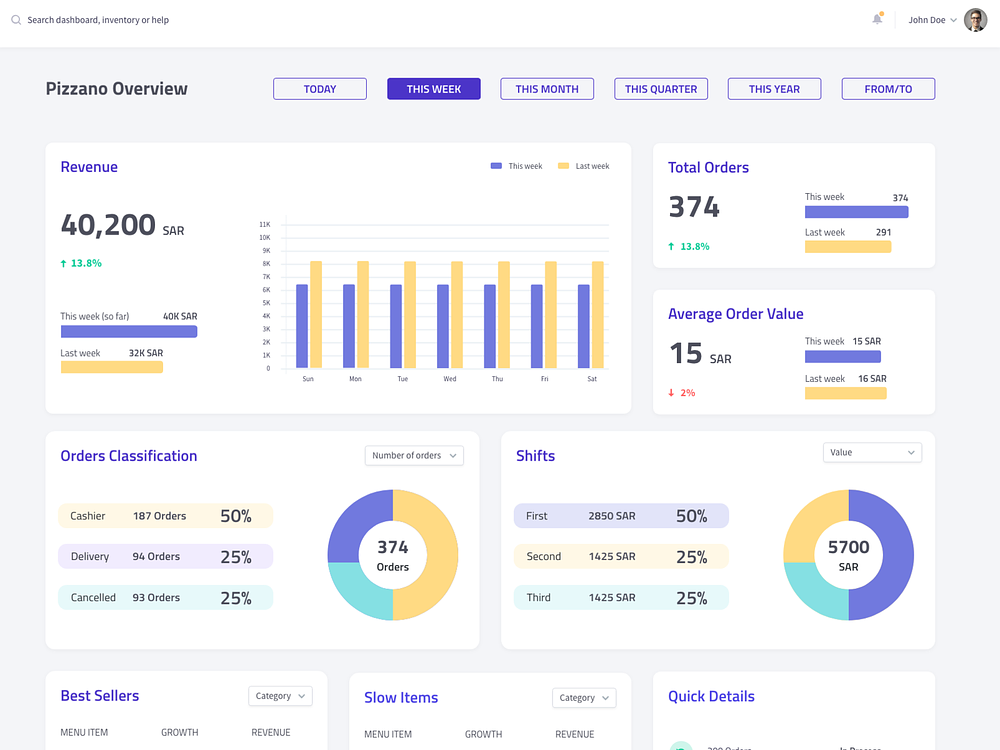 Search dashboard, inventory or help
John Doe
Pizzano Overview
TODAY
THIS WEEK
THIS MONTH
THIS QUARTER
THIS YEAR
FROM/TO
Revenue
This week
Last week
40,200 SAR
↑ 13.8%
This week (so far) 40K SAR
Last week 32K SAR
11K
10K
9K
8K
7K
6K
5K
4K
3K
2K
1K
0
Sun Mon Tue Wed Thu Fri Sat
Total Orders
374
↑ 13.8%
This week 374
Last week 291
Average Order Value
15 SAR
↓ 2%
This week 15 SAR
Last week 16 SAR
Orders Classification
Number of orders
Cashier 187 Orders 50%
Delivery 94 Orders 25%
Cancelled 93 Orders 25%
374
Orders
Shifts
Value
First 2850 SAR 50%
Second 1425 SAR 25%
Third 1425 SAR 25%
5700
SAR
Best Sellers
Category
MENU ITEM GROWTH REVENUE
Slow Items
Category
MENU ITEM GROWTH REVENUE
Quick Details